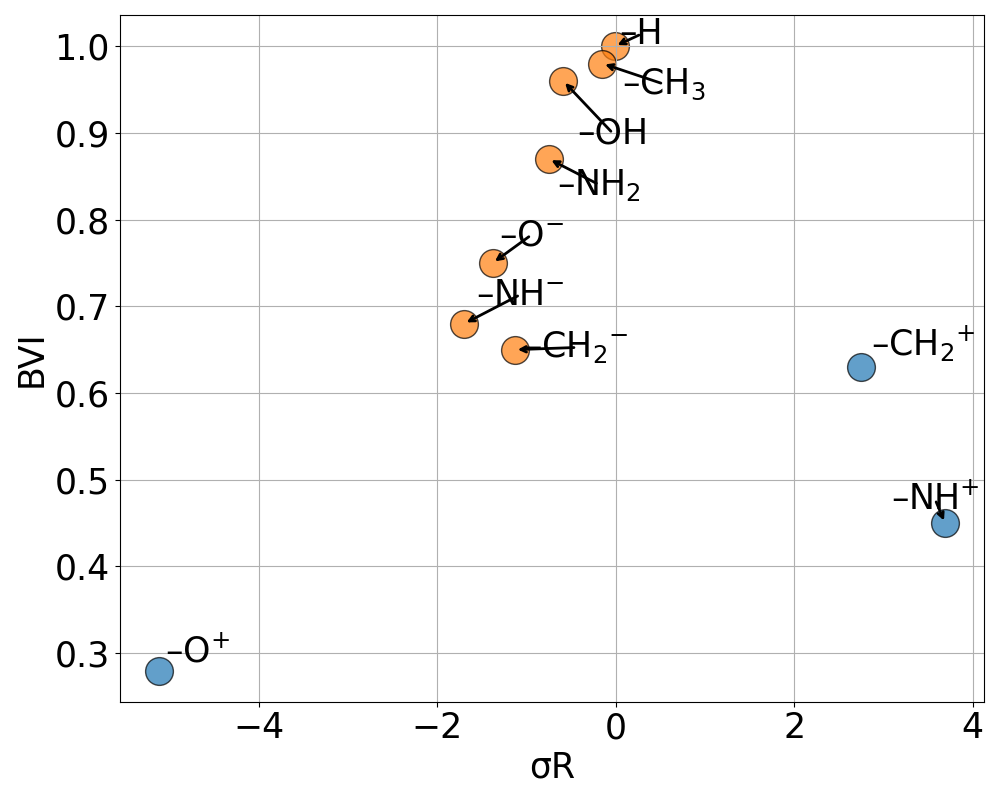 1.0
0.9
0.8
0.7
0.6
0.5
0.4
0.3
BVI
–H
–CH₃
–OH
–NH₂
–O⁻
–NH⁻
–CH₂⁻
–CH₂⁺
–NH⁺
–O⁺
−4 −2 0 2 4
σR